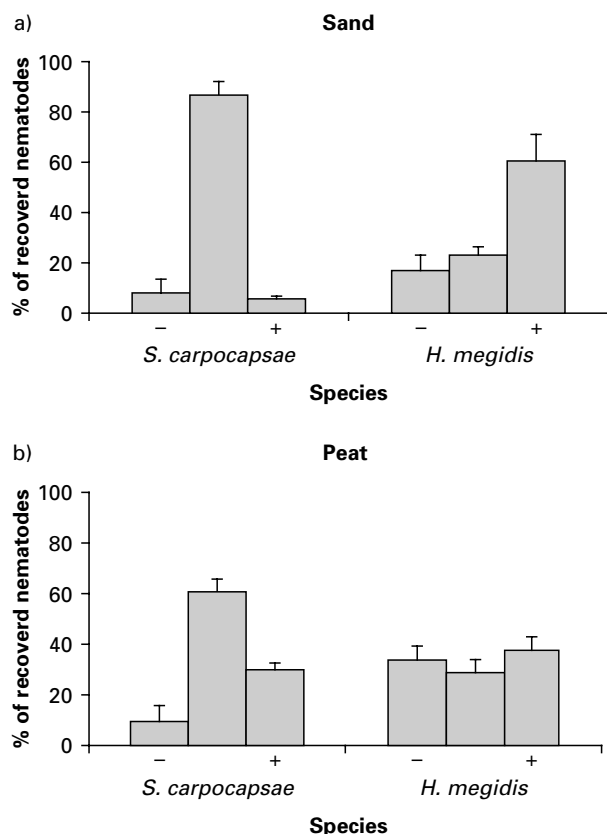 a) Sand
% of recoverd nematodes
100
80
60
40
20
0
– + – +
S. carpocapsae H. megidis
Species
b) Peat
% of recoverd nematodes
100
80
60
40
20
0
– + – +
S. carpocapsae H. megidis
Species